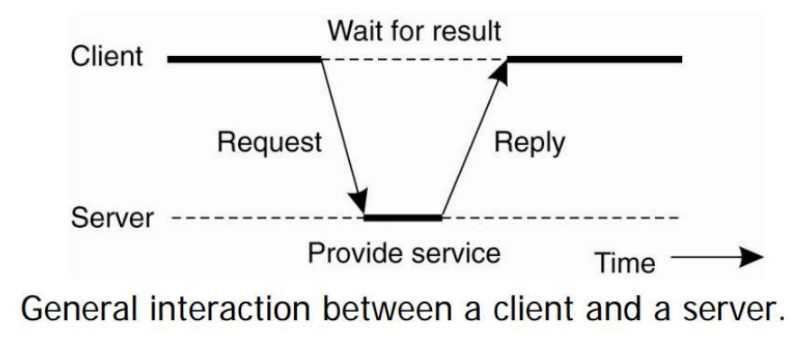 Wait for result
Client
Request
Reply
Server
Provide service
Time
General interaction between a client and a server.